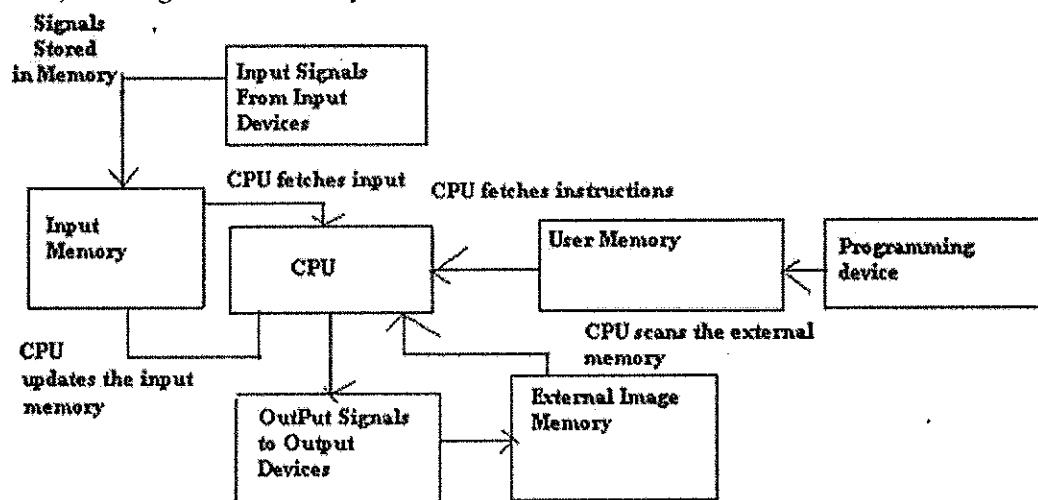 Signals
Stored
in Memory
Input Signals
From Input
Devices
CPU fetches input
CPU fetches instructions
Input
Memory
CPU
User Memory
Programming
device
CPU scans the external
memory
CPU
updates the input
memory
OutPut Signals
to Output
Devices
External Image
Memory